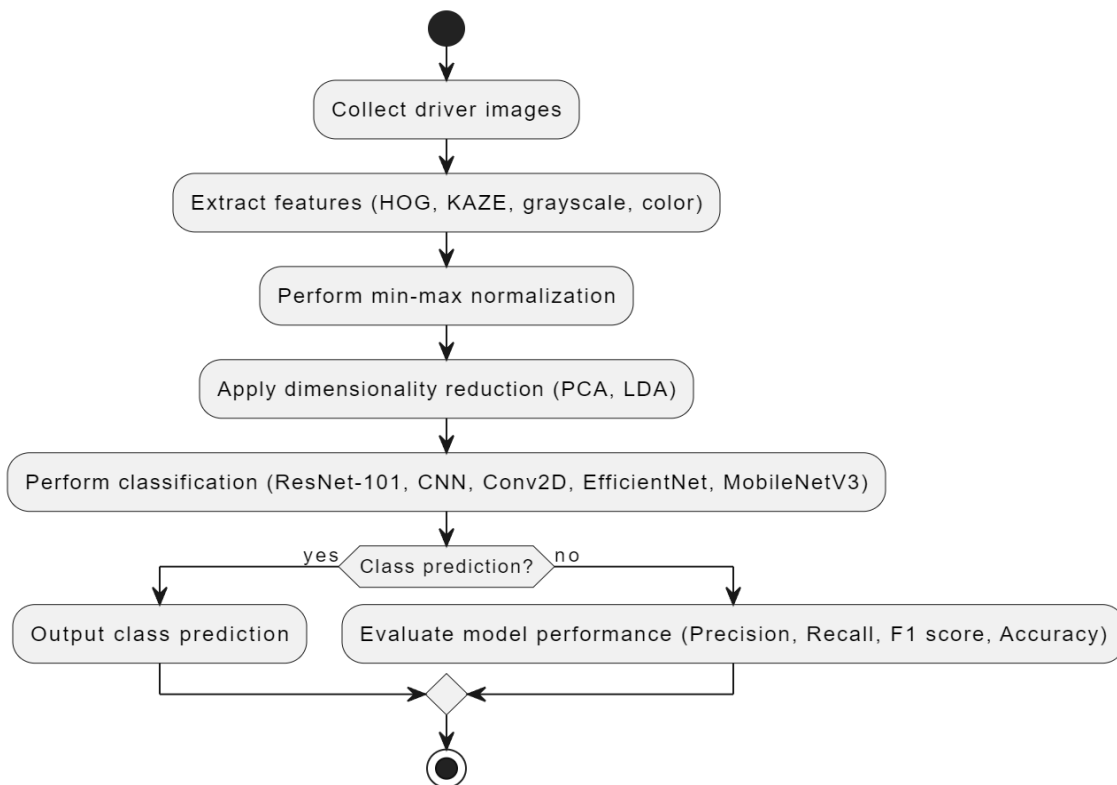 Collect driver images
Extract features (HOG, KAZE, grayscale, color)
Perform min-max normalization
Apply dimensionality reduction (PCA, LDA)
Perform classification (ResNet-101, CNN, Conv2D, EfficientNet, MobileNetV3)
yes
Class prediction?
no
Output class prediction
Evaluate model performance (Precision, Recall, F1 score, Accuracy)